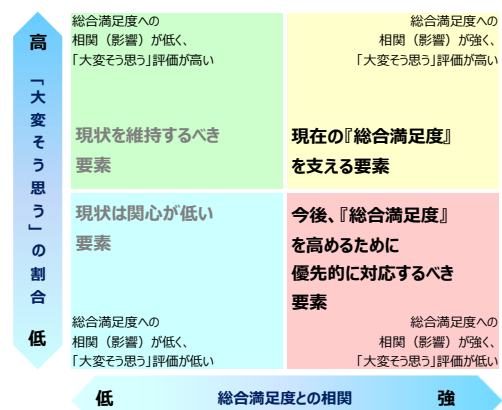 高
「大変そう思う」の割合
低
総合満足度への
相関（影響）が低く、
「大変そう思う」評価が高い
現状を維持するべき
要素
総合満足度への
相関（影響）が強く、
「大変そう思う」評価が高い
現在の『総合満足度』
を支える要素
現状は関心が低い
要素
総合満足度への
相関（影響）が低く、
「大変そう思う」評価が低い
今後、『総合満足度』
を高めるために
優先的に対応するべき
要素
総合満足度への
相関（影響）が強く、
「大変そう思う」評価が低い
低
総合満足度との相関
強